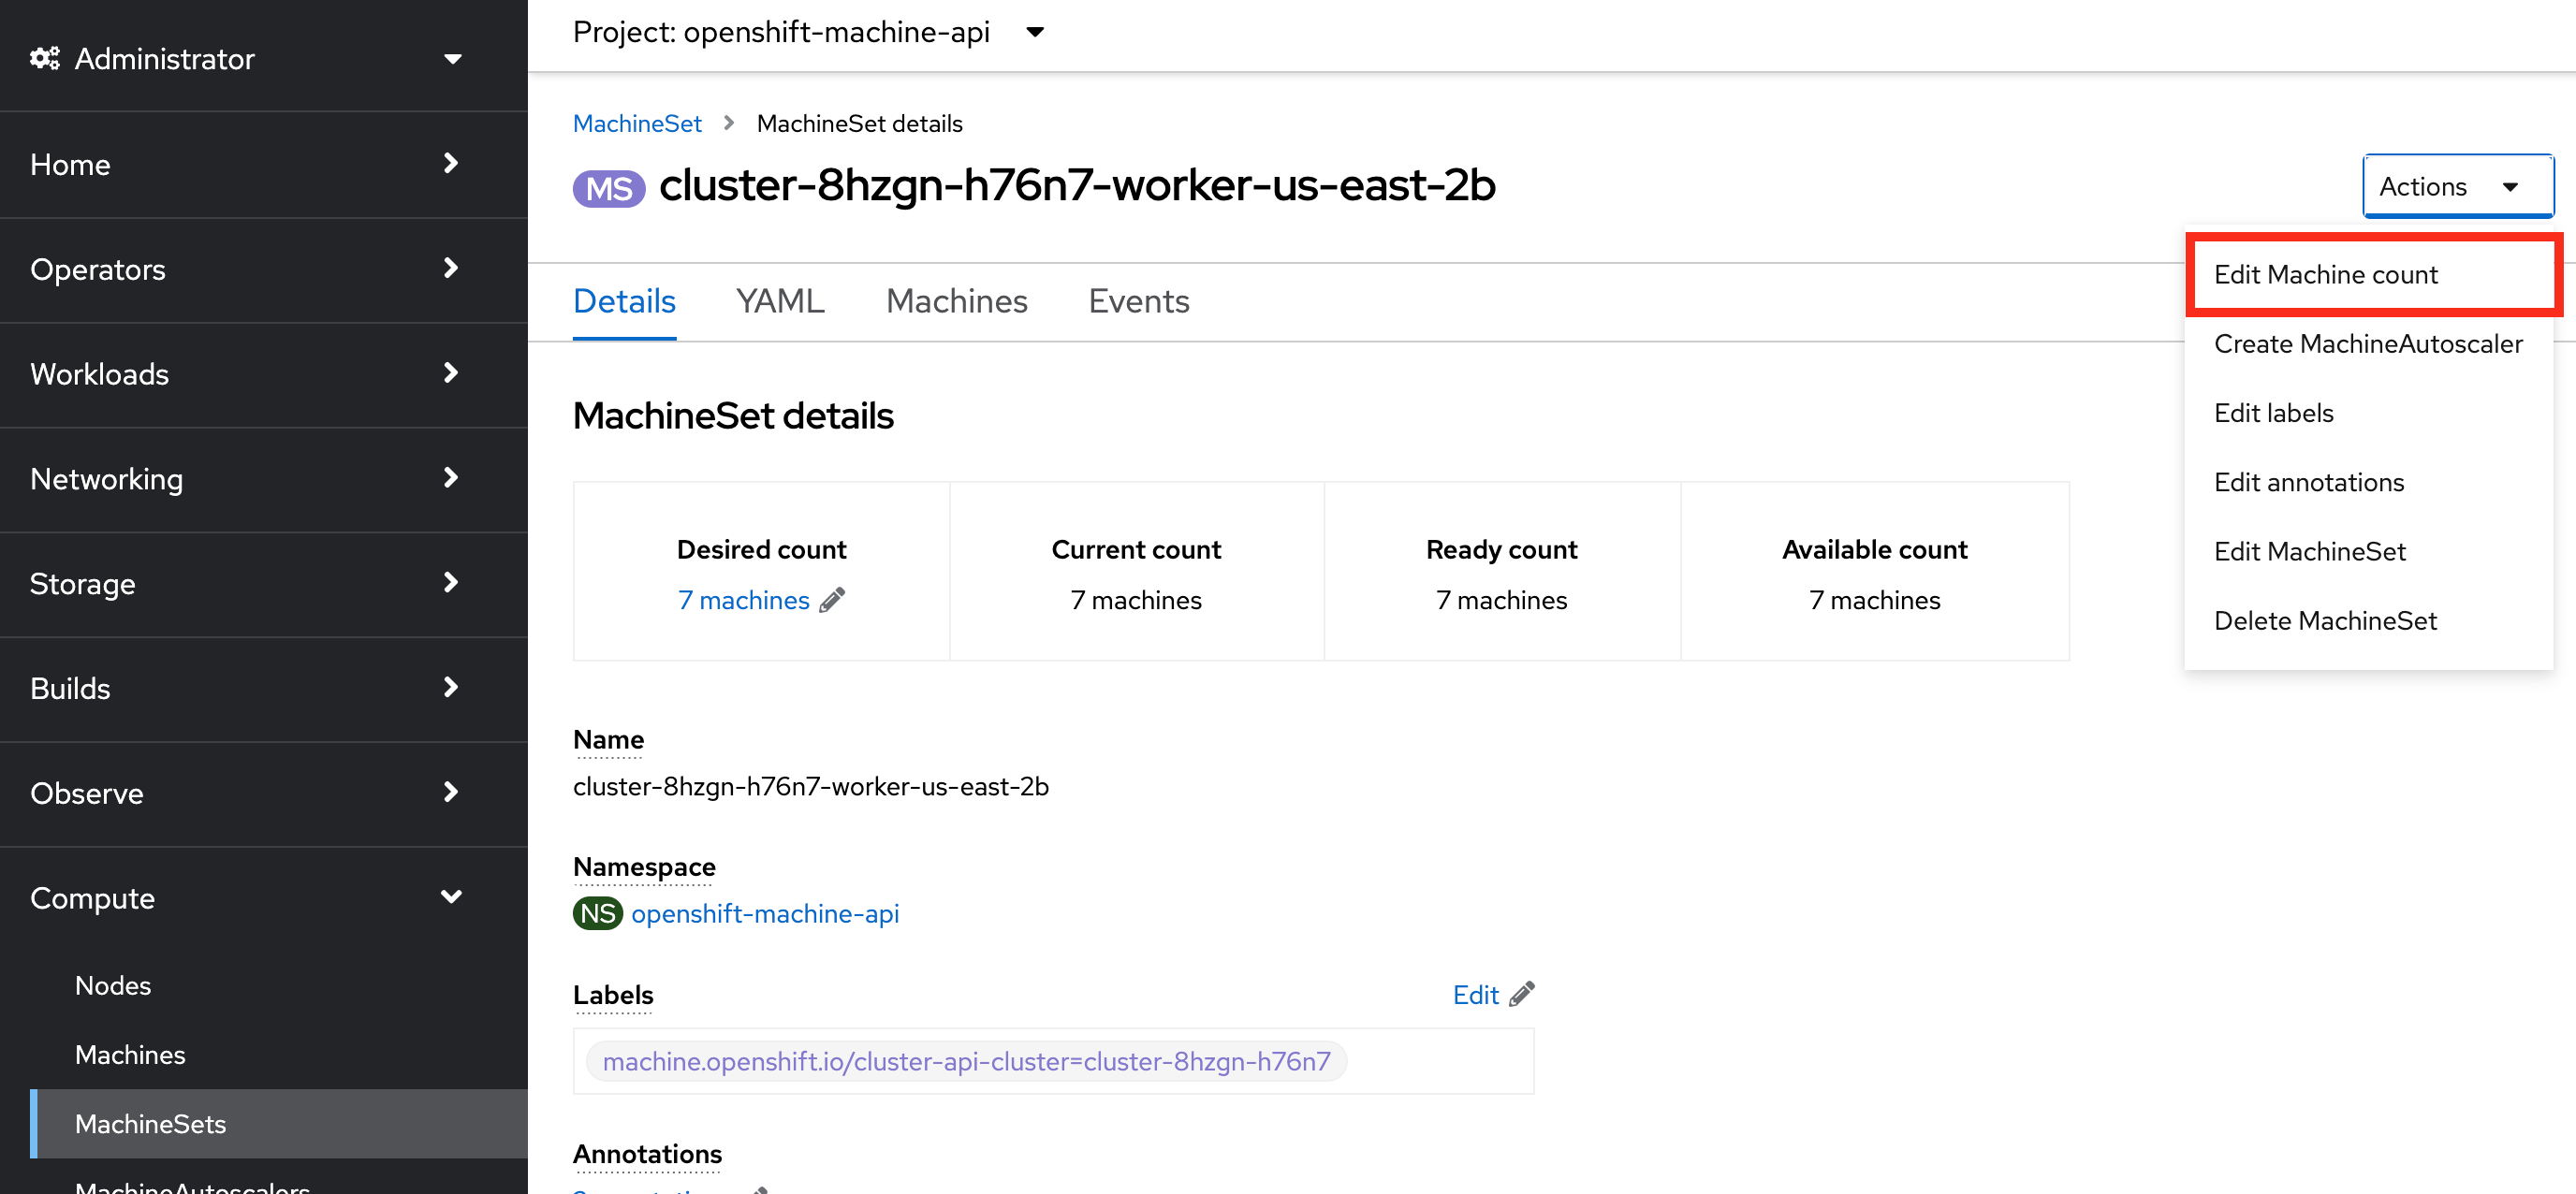 Administrator
Home
Operators
Workloads
Networking
Storage
Builds
Observe
Compute
Nodes
Machines
MachineSets
MachineAutoscalers
Project: openshift-machine-api
MachineSet > MachineSet details
MS cluster-8hzgn-h76n7-worker-us-east-2b
Actions
Edit Machine count
Create MachineAutoscaler
Edit labels
Edit annotations
Edit MachineSet
Delete MachineSet
Details YAML Machines Events
MachineSet details
Desired count Current count Ready count Available count
7 machines 7 machines 7 machines 7 machines
Name
cluster-8hzgn-h76n7-worker-us-east-2b
Namespace
NS openshift-machine-api
Labels Edit
machine.openshift.io/cluster-api-cluster=cluster-8hzgn-h76n7
Annotations